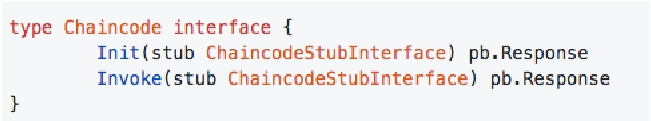 type Chaincode interface {
        Init(stub ChaincodeStubInterface) pb.Response
        Invoke(stub ChaincodeStubInterface) pb.Response
}